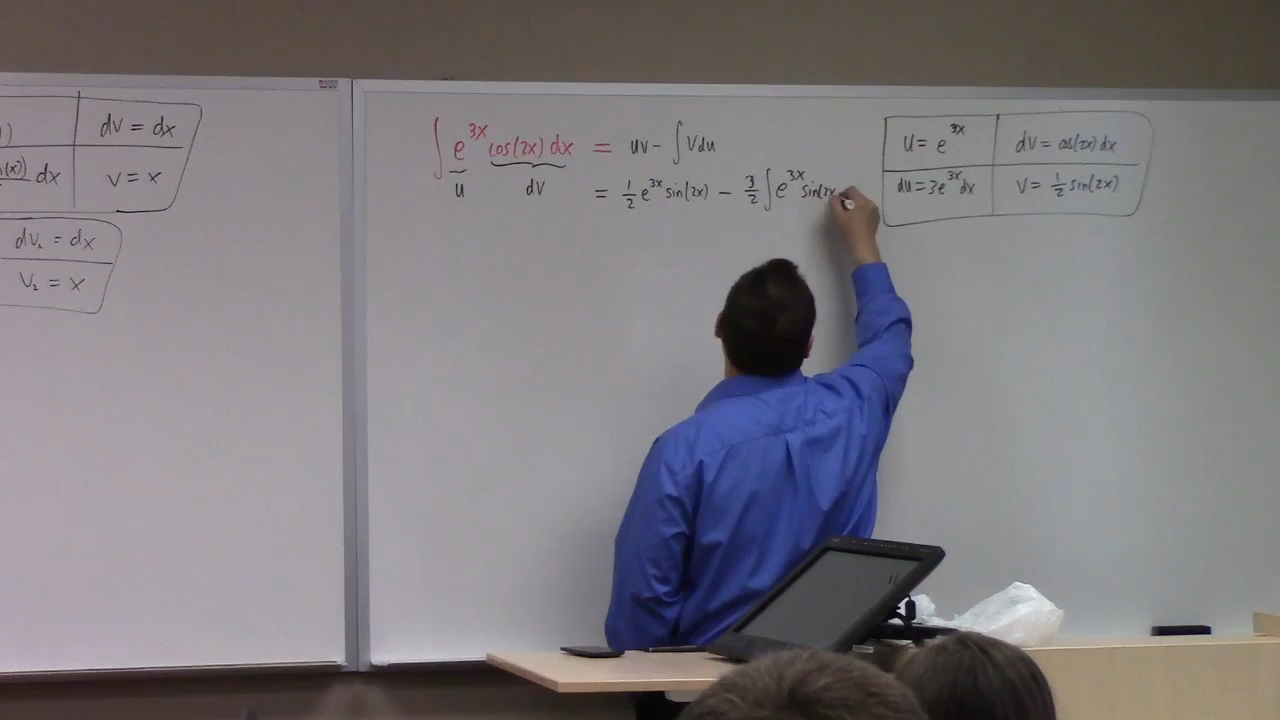 dv = dx
dx
v = x
dv₂ = dx
v₂ = x
∫ e^{3x} cos(2x) dx = uv - ∫ v du
u dv
= 1/2 e^{3x} sin(2x) - 3/2 ∫ e^{3x} sin(2x
u = e^{3x} dv = cos(2x) dx
du = 3e^{3x} dx v = 1/2 sin(2x)